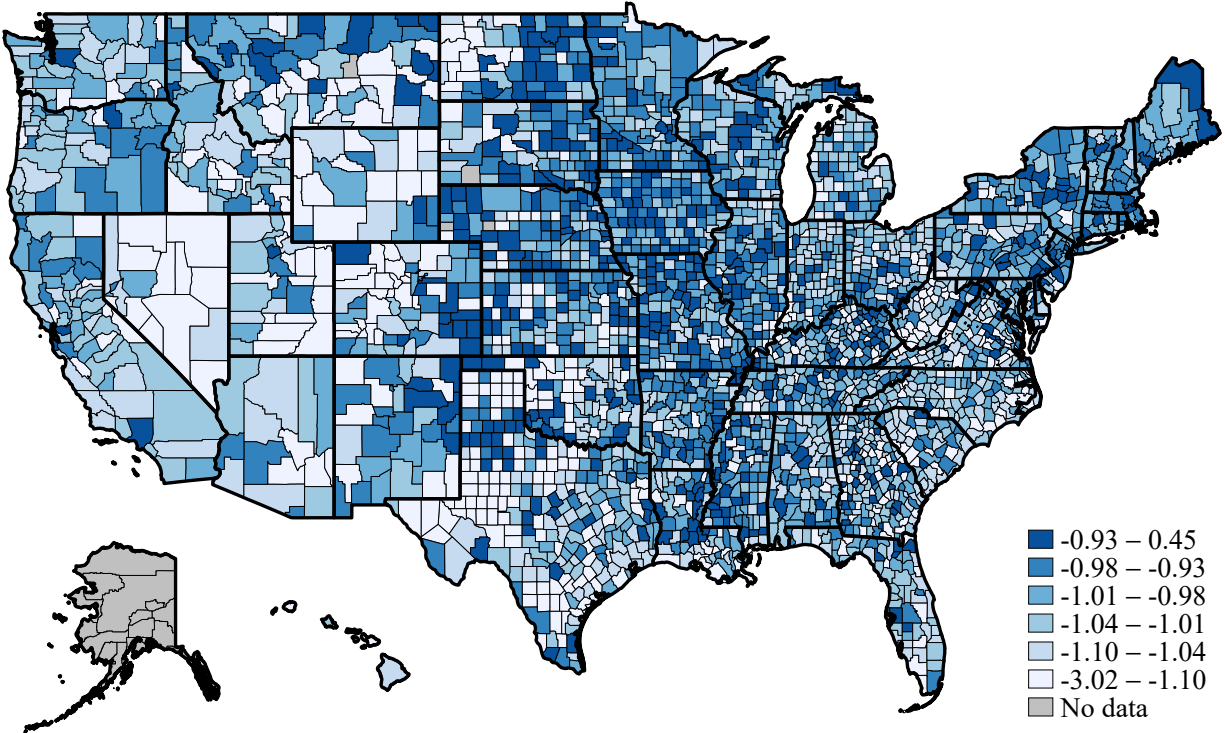 -0.93 – 0.45
-0.98 – -0.93
-1.01 – -0.98
-1.04 – -1.01
-1.10 – -1.04
-3.02 – -1.10
No data